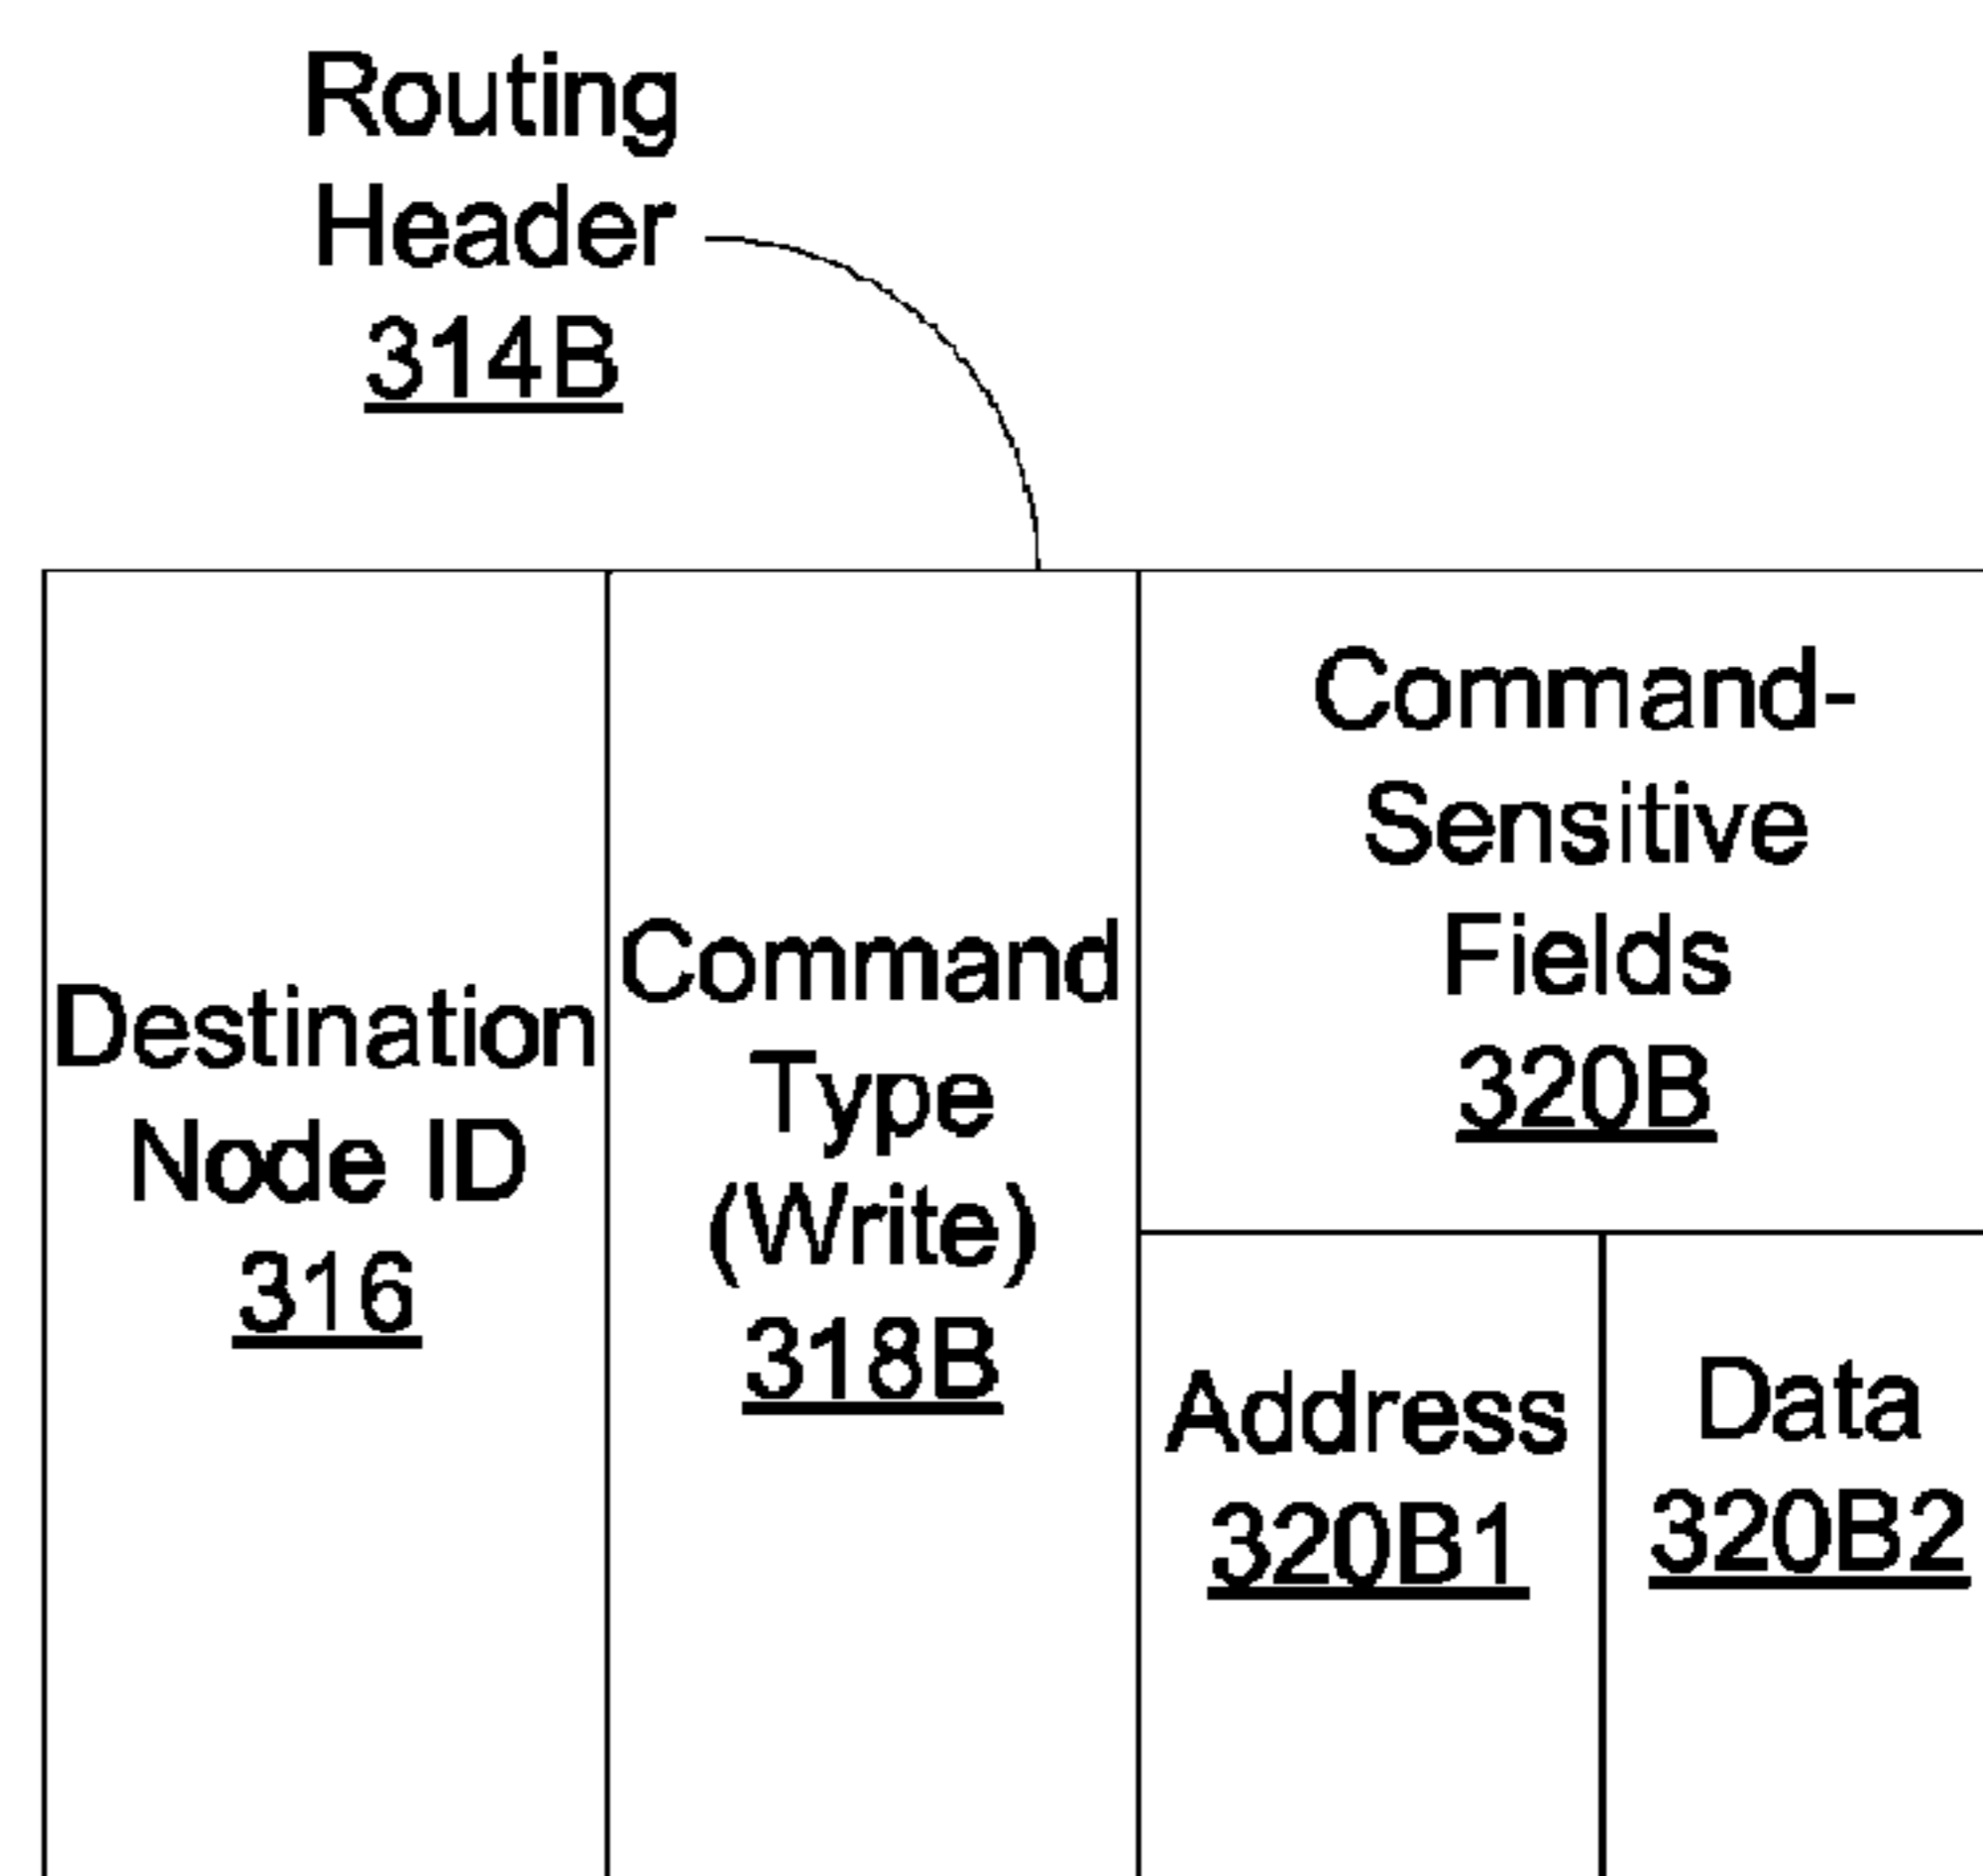 Routing
Header
314B
Destination
Node ID
316
Command
Type
(Write)
318B
Command-
Sensitive
Fields
320B
Address
320B1
Data
320B2